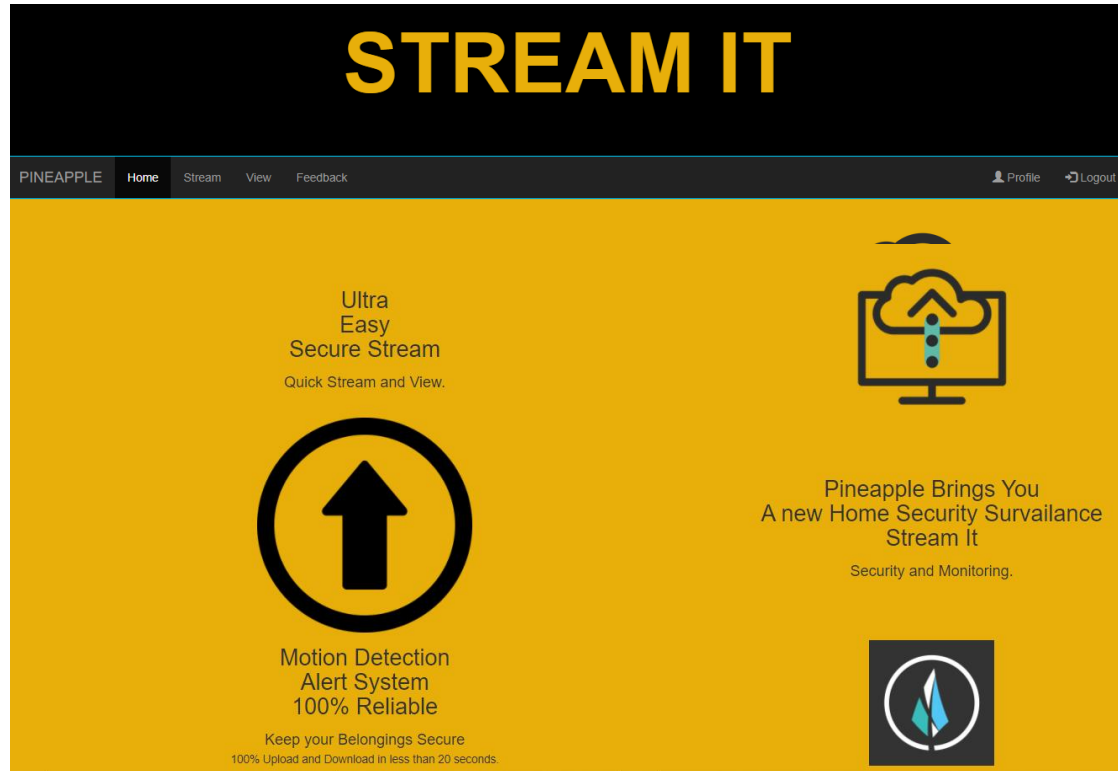 STREAM IT
PINEAPPLE Home Stream View Feedback Profile Logout
Ultra
Easy
Secure Stream
Quick Stream and View.
Motion Detection
Alert System
100% Reliable
Keep your Belongings Secure
100% Upload and Download in less than 20 seconds.
Pineapple Brings You
A new Home Security Survailance
Stream It
Security and Monitoring.